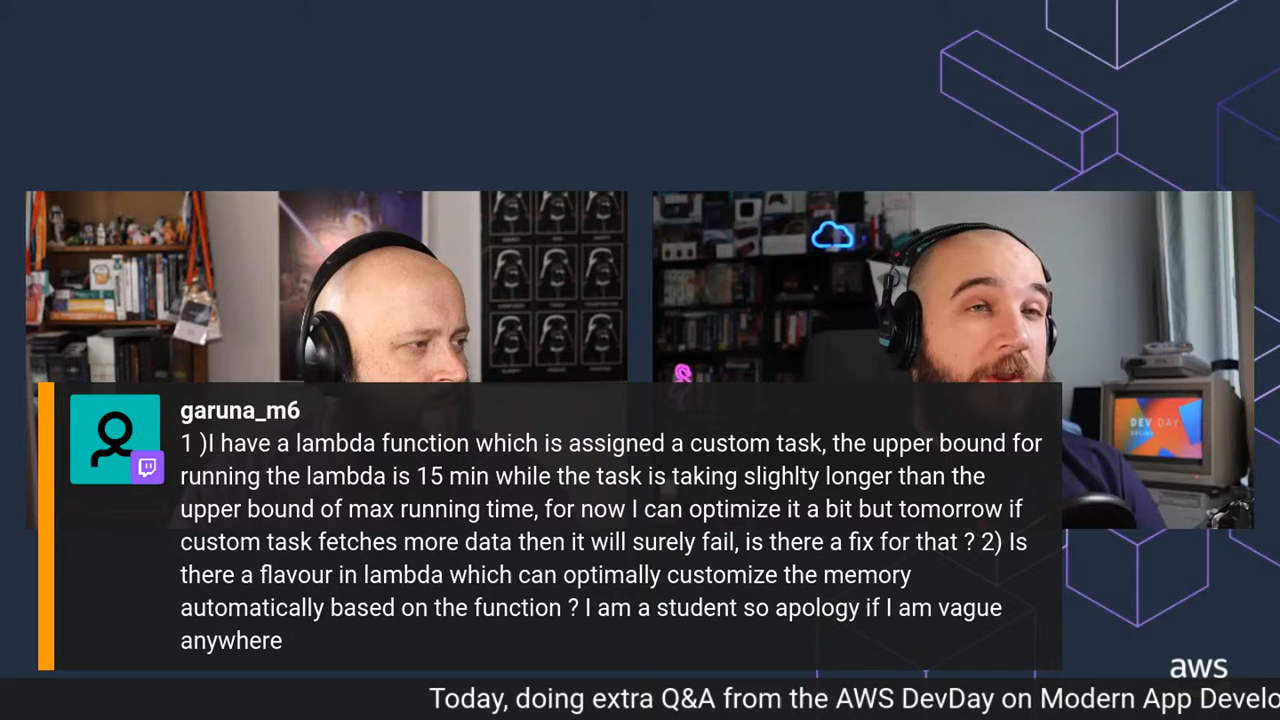 DEV DAY
garuna_m6
1 )I have a lambda function which is assigned a custom task, the upper bound for
running the lambda is 15 min while the task is taking slighlty longer than the
upper bound of max running time, for now I can optimize it a bit but tomorrow if
custom task fetches more data then it will surely fail, is there a fix for that ? 2) Is
there a flavour in lambda which can optimally customize the memory
automatically based on the function ? I am a student so apology if I am vague
anywhere
aws
Today, doing extra Q&A from the AWS DevDay on Modern App Develo